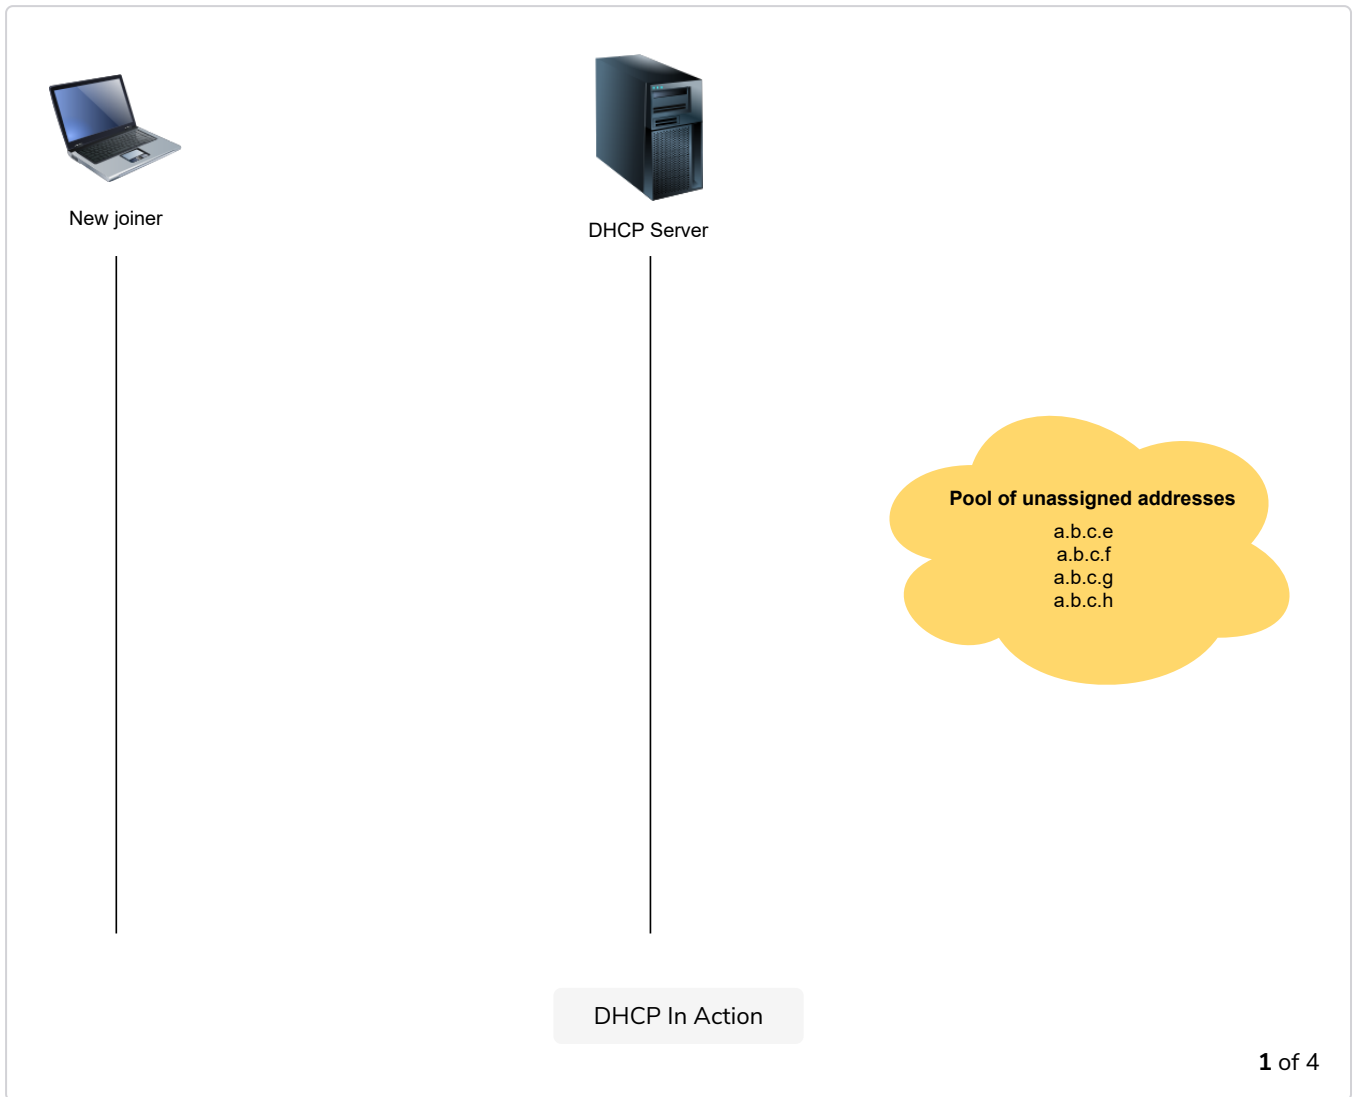 New joiner
DHCP Server
Pool of unassigned addresses
a.b.c.e
a.b.c.f
a.b.c.g
a.b.c.h
DHCP In Action
1 of 4